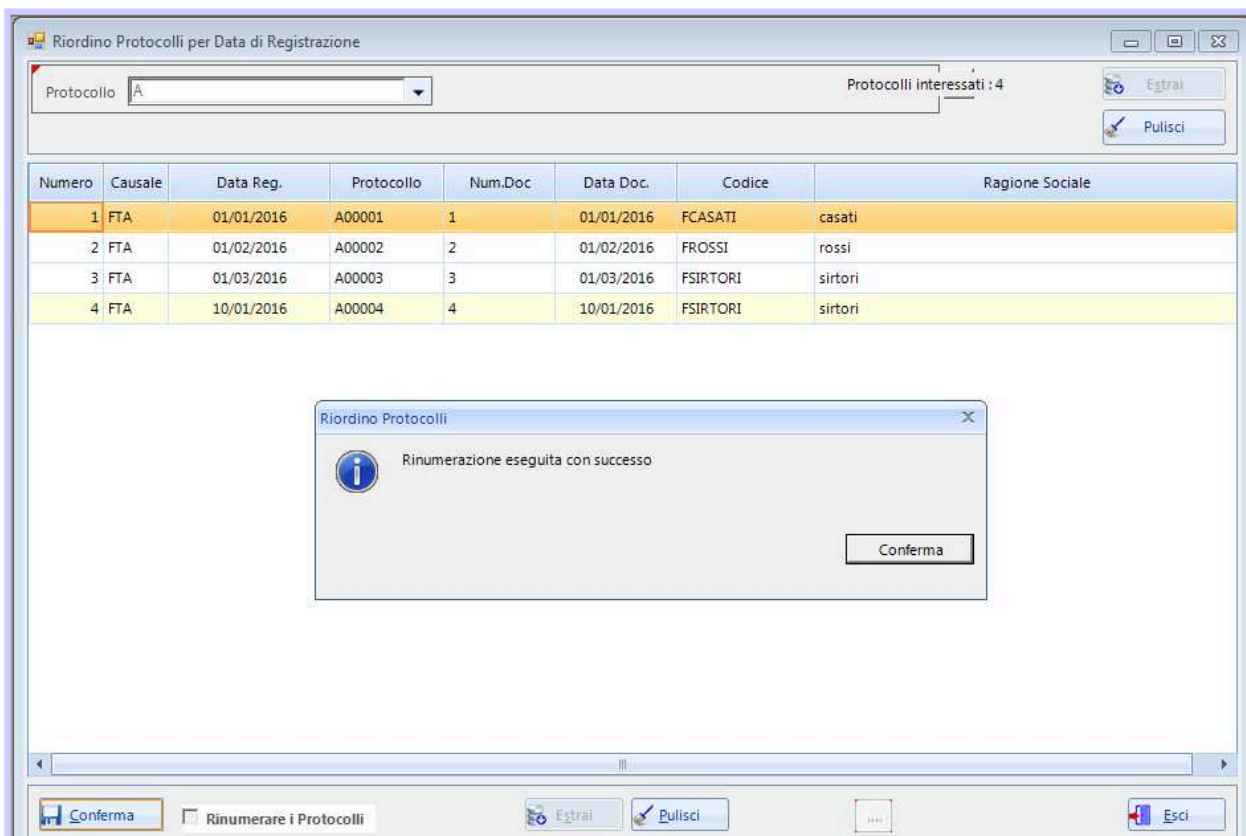 Riordino Protocolli per Data di Registrazione
Protocollo A Protocolli interessati : 4 Estrai
Pulisci
Numero Causale Data Reg. Protocollo Num.Doc Data Doc. Codice Ragione Sociale
1 FTA 01/01/2016 A00001 1 01/01/2016 FCASATI casati
2 FTA 01/02/2016 A00002 2 01/02/2016 FROSSI rossi
3 FTA 01/03/2016 A00003 3 01/03/2016 FSIRTORI sirtori
4 FTA 10/01/2016 A00004 4 10/01/2016 FSIRTORI sirtori
Riordino Protocolli
Rinumerazione eseguita con successo
Conferma
Conferma Rinumerare i Protocolli Estrai Pulisci .... Esci